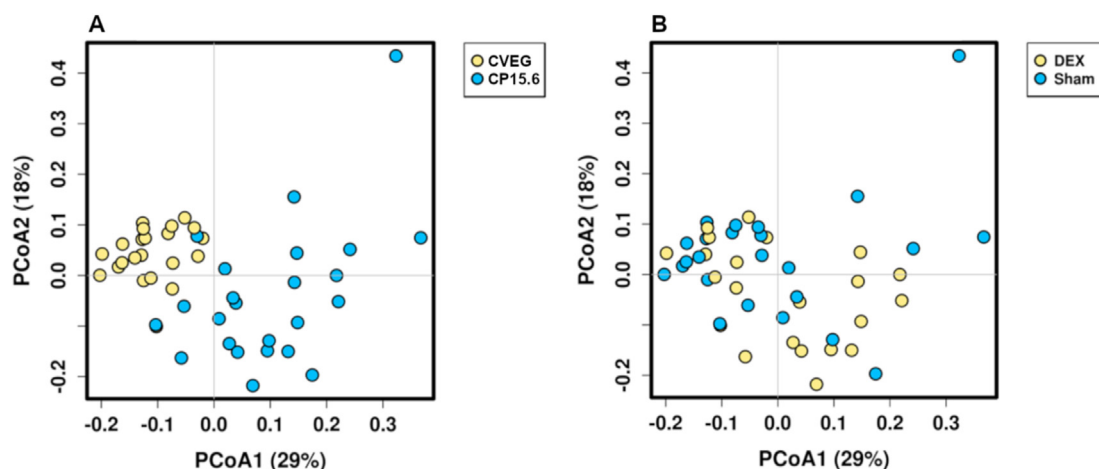 A
CVEG
CP15.6
PCoA2 (18%)
0.4
0.3
0.2
0.1
0.0
-0.2
-0.2 -0.1 0.0 0.1 0.2 0.3
PCoA1 (29%)
B
DEX
Sham
PCoA2 (18%)
0.4
0.3
0.2
0.1
0.0
-0.2
-0.2 -0.1 0.0 0.1 0.2 0.3
PCoA1 (29%)